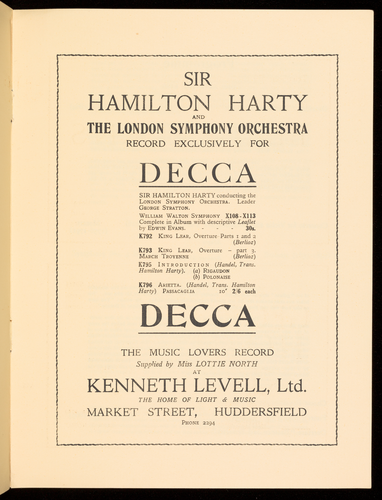 SIR
HAMILTON HARTY
AND
THE LONDON SYMPHONY ORCHESTRA
RECORD EXCLUSIVELY FOR
DECCA
SIR HAMILTON HARTY conducting the
LONDON SYMPHONY ORCHESTRA. Leader
GEORGE STRATTON.
WILLIAM WALTON SYMPHONY X108-X113
Complete in Album with descriptive Leaflet
by EDWIN EVANS. - - - - 30s.
K792 KING LEAR, OVERTURE Parts 1 and 2
(Berlioz)
K793 KING LEAR, OVERTURE - part 3.
MARCH TROYENNE (Berlioz)
K795 INTRODUCTION (Handel, Trans.
Hamilton Harty). (a) RIGAUDON
(b) POLONAISE
K796 ARIETTA. (Handel, Trans. Hamilton
Harty) PASSACAGLIA 10" 2/6 each
DECCA
THE MUSIC LOVERS RECORD
Supplied by Miss LOTTIE NORTH
AT
KENNETH LEVELL, Ltd.
THE HOME OF LIGHT & MUSIC
MARKET STREET, HUDDERSFIELD
PHONE 2194